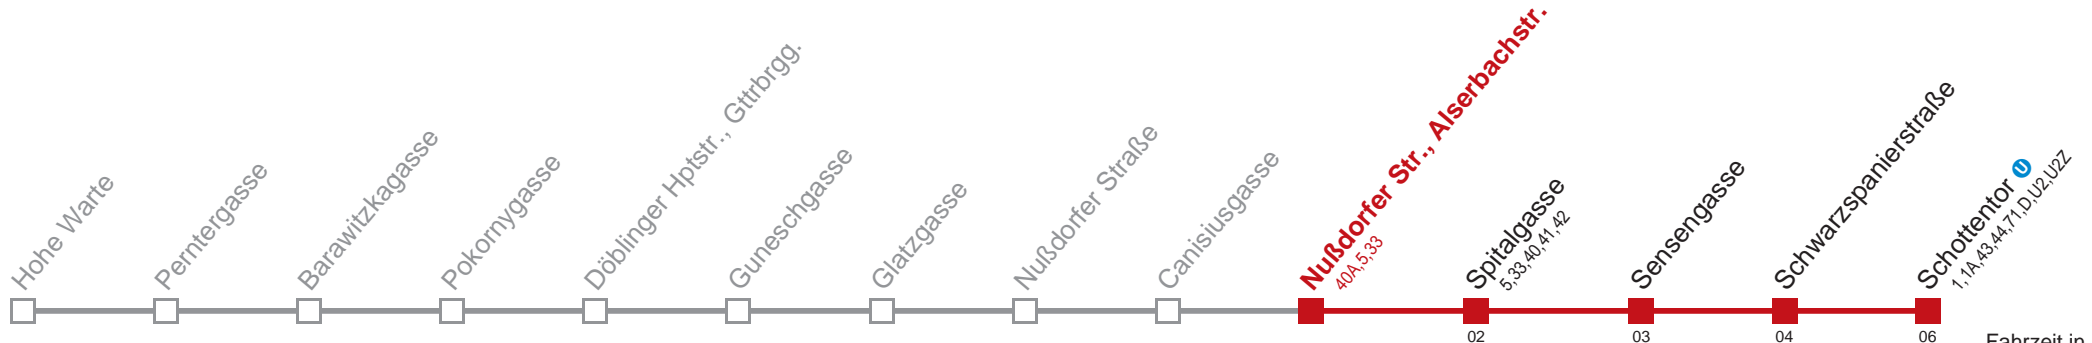 Hohe Warte
Perntergasse
Barawitzkagasse
Pokornygasse
Döblinger Hptstr., Gttrbrgg.
Guneschgasse
Glatzgasse
Nußdorfer Straße
Canisiusgasse
Nußdorfer Str., Alserbachstr.
40A,5,33
Spitalgasse
5,33,40,41,42
Sensengasse
Schwarzspanierstraße
Schottentor U
1,1A,43,44,71,D,U2,U2Z
02
03
04
06
Fahrzeit in